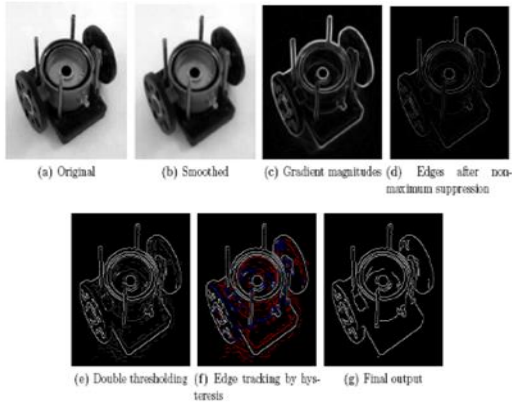 (a) Original
(b) Smoothed
(c) Gradient magnitudes
(d) Edges after non-
maximum suppression
(e) Double thresholding
(f) Edge tracking by hys-
teresis
(g) Final output